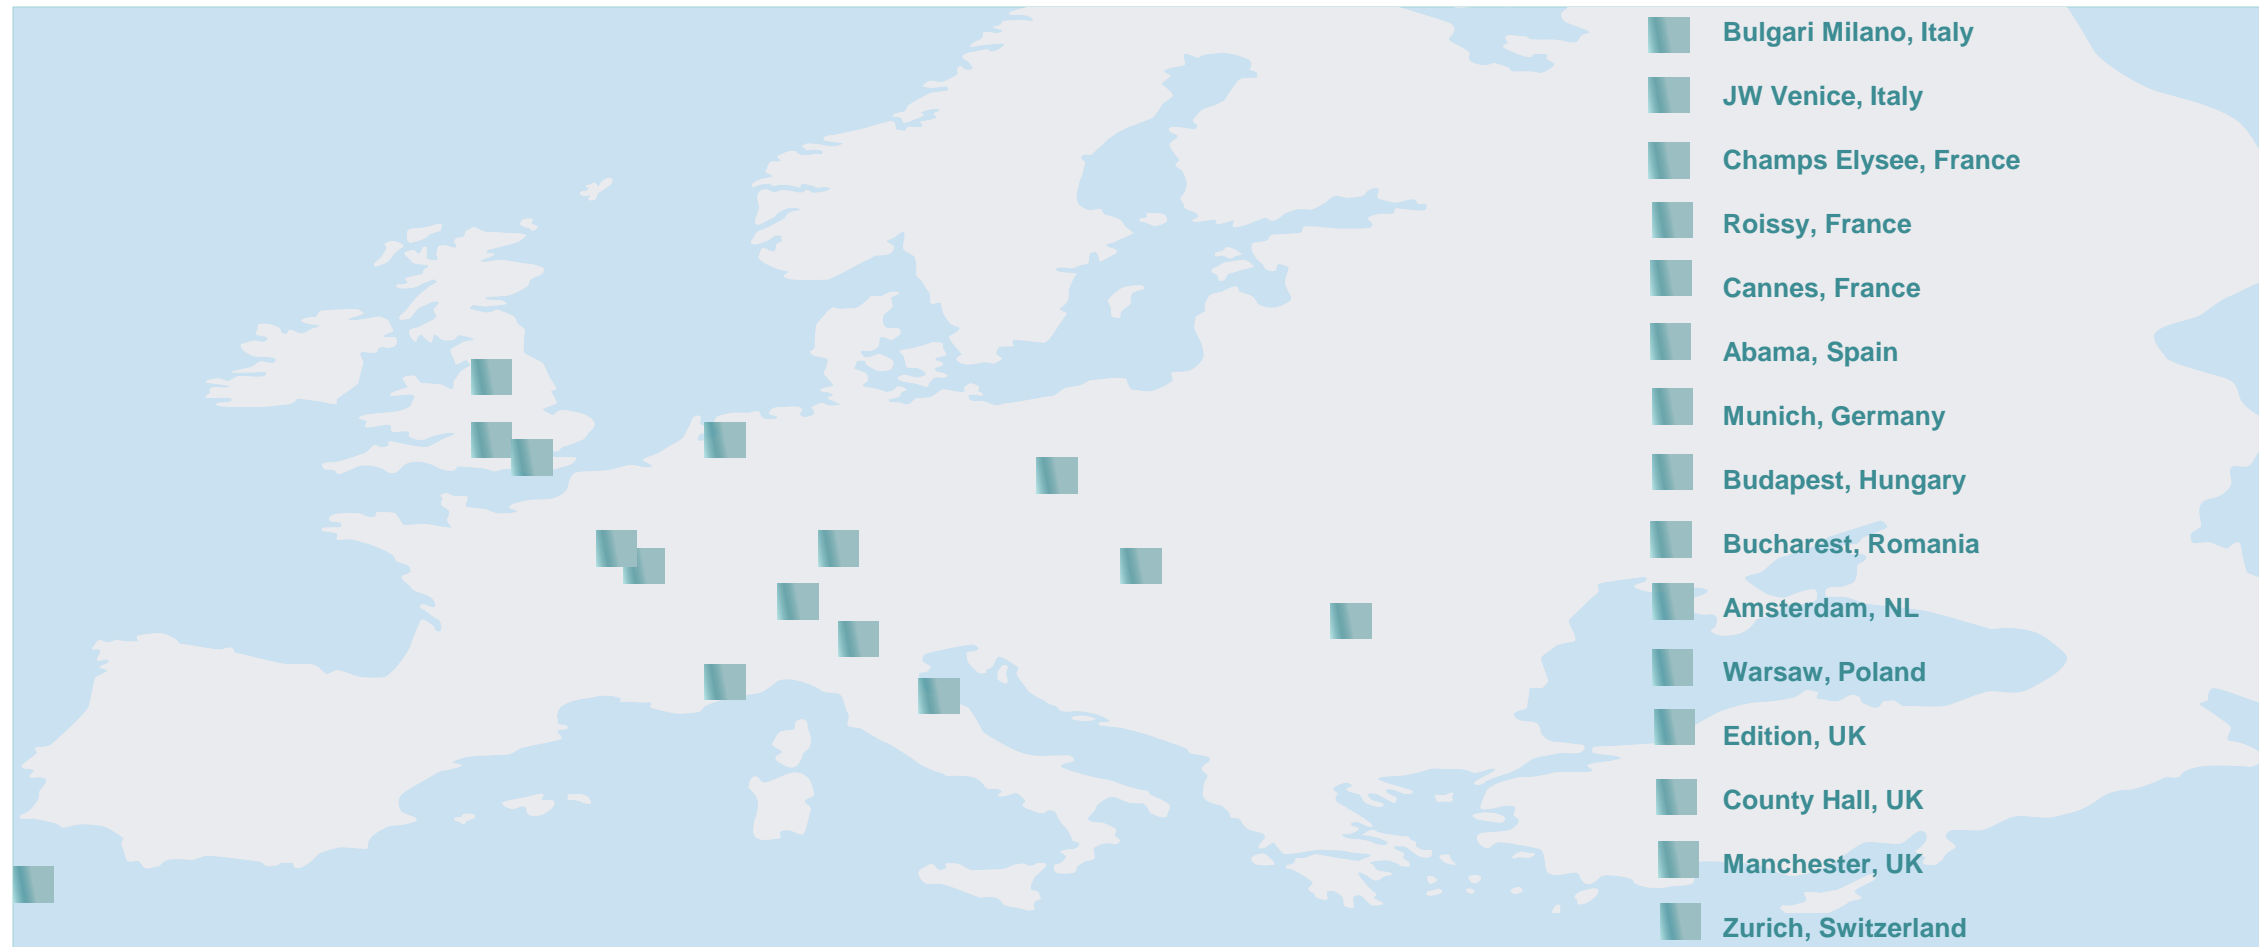 Bulgari Milano, Italy
JW Venice, Italy
Champs Elysee, France
Roissy, France
Cannes, France
Abama, Spain
Munich, Germany
Budapest, Hungary
Bucharest, Romania
Amsterdam, NL
Warsaw, Poland
Edition, UK
County Hall, UK
Manchester, UK
Zurich, Switzerland